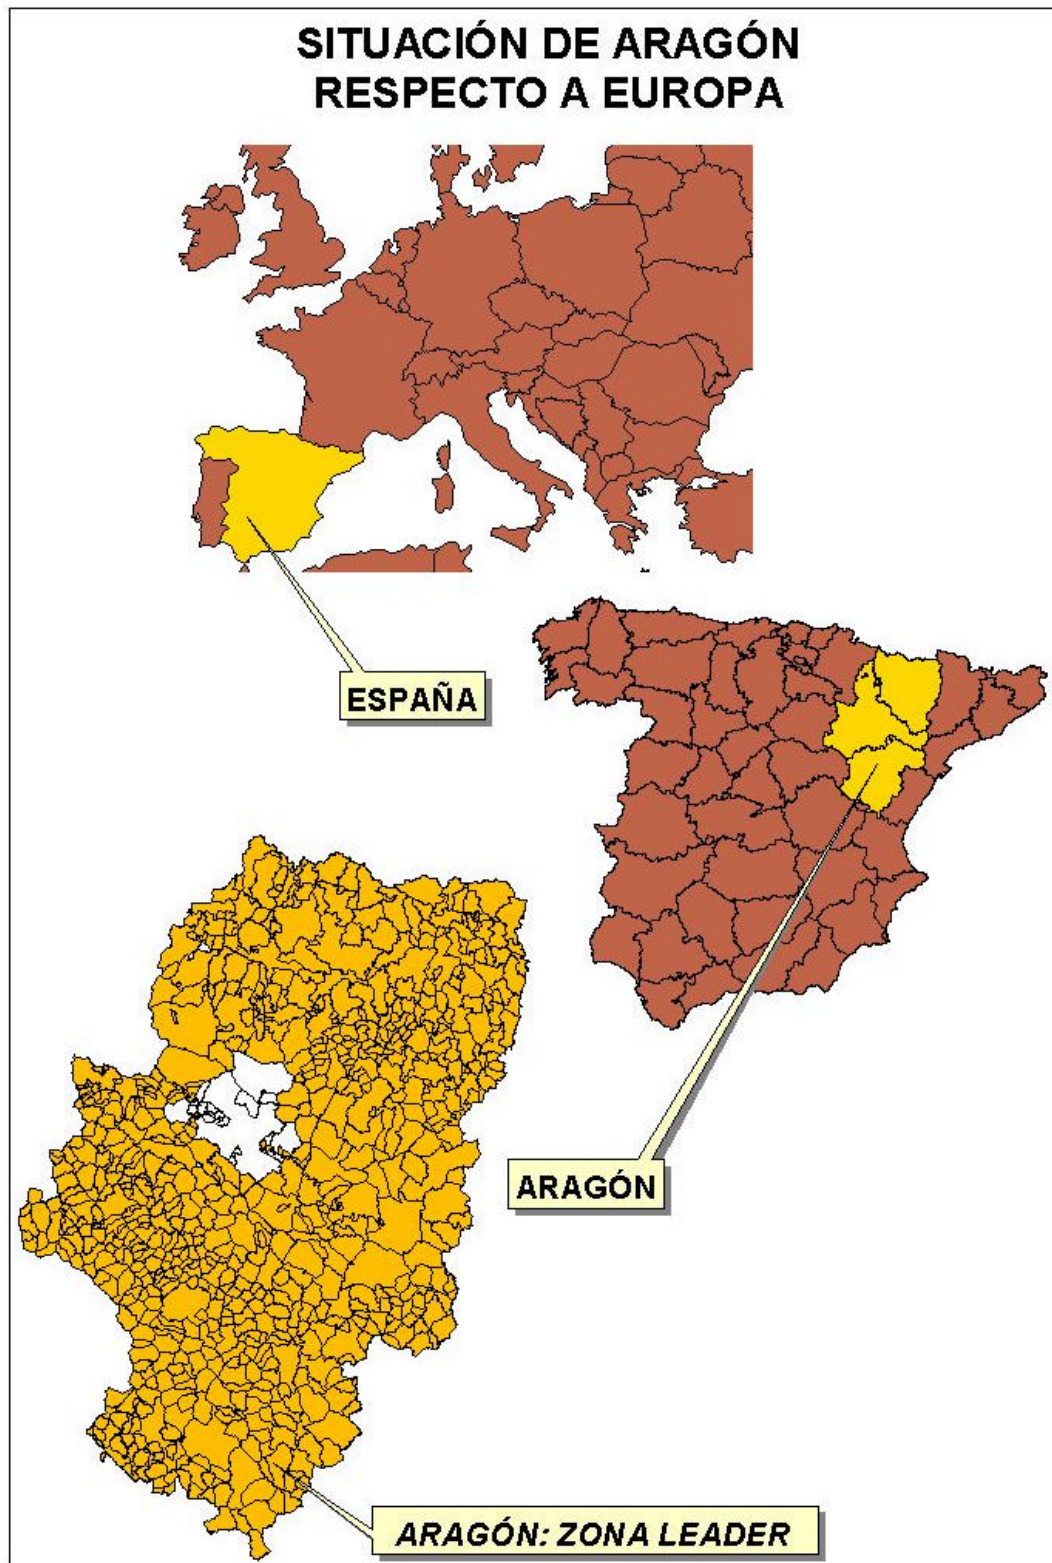 SITUACIÓN DE ARAGÓN
RESPECTO A EUROPA
ESPAÑA
ARAGÓN
ARAGÓN: ZONA LEADER